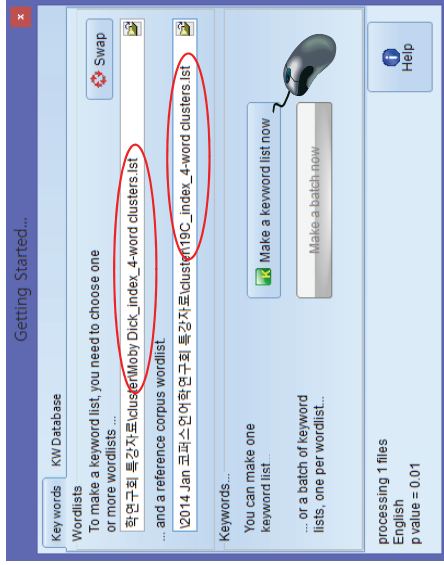 Getting Started...
x
Key words KW Database
Wordlists
To make a keyword list, you need to choose one
or more wordlists ...
Swap
학연구회 특강자료\cluster\Moby Dick_index_4-word clusters.lst
... and a reference corpus wordlist.
\2014 Jan 코퍼스언어학연구회 특강자료\cluster\19C_index_4-word clusters.lst
Keywords...
You can make one
keyword list...
K Make a keyword list now
... or a batch of keyword
lists, one per wordlist...
Make a batch now
processing 1 files
English
p value = 0.01
Help